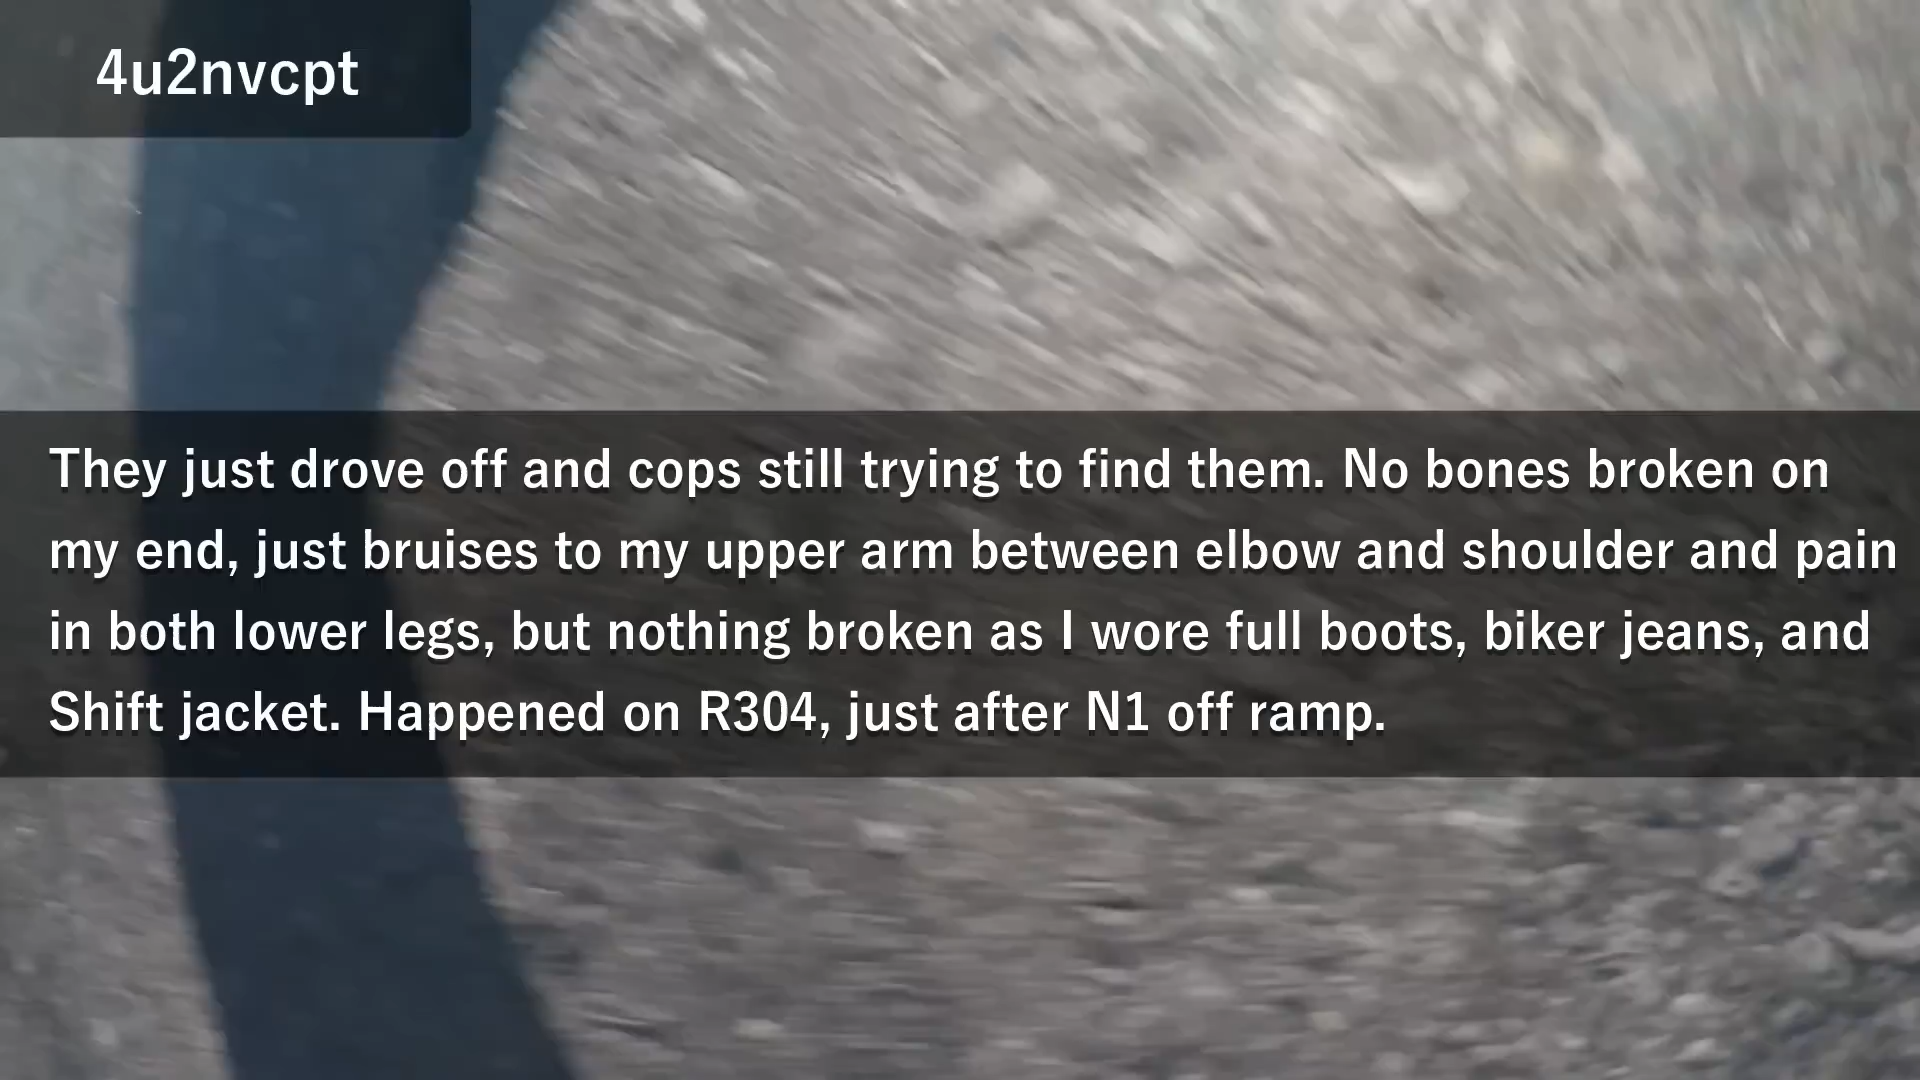 4u2nvcpt
They just drove off and cops still trying to find them. No bones broken on
my end, just bruises to my upper arm between elbow and shoulder and pain
in both lower legs, but nothing broken as I wore full boots, biker jeans, and
Shift jacket. Happened on R304, just after N1 off ramp.